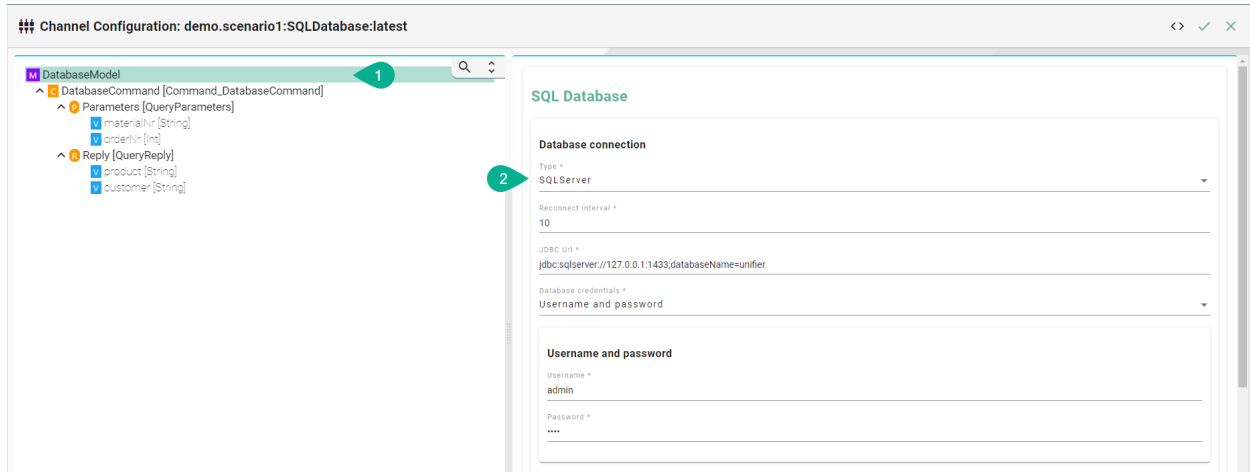 Channel Configuration: demo.scenario1:SQLDatabase:latest
M DatabaseModel
1
C DatabaseCommand [Command_DatabaseCommand]
P Parameters [QueryParameters]
V materialNr [String]
V orderNr [Int]
R Reply [QueryReply]
V product [String]
V customer [String]
SQL Database
Database connection
Type *
2
SQLServer
Reconnect interval *
10
JDBC Url *
jdbc:sqlserver://127.0.0.1:1433;databaseName=unifier
Database credentials *
Username and password
Username and password
Username *
admin
Password *
••••